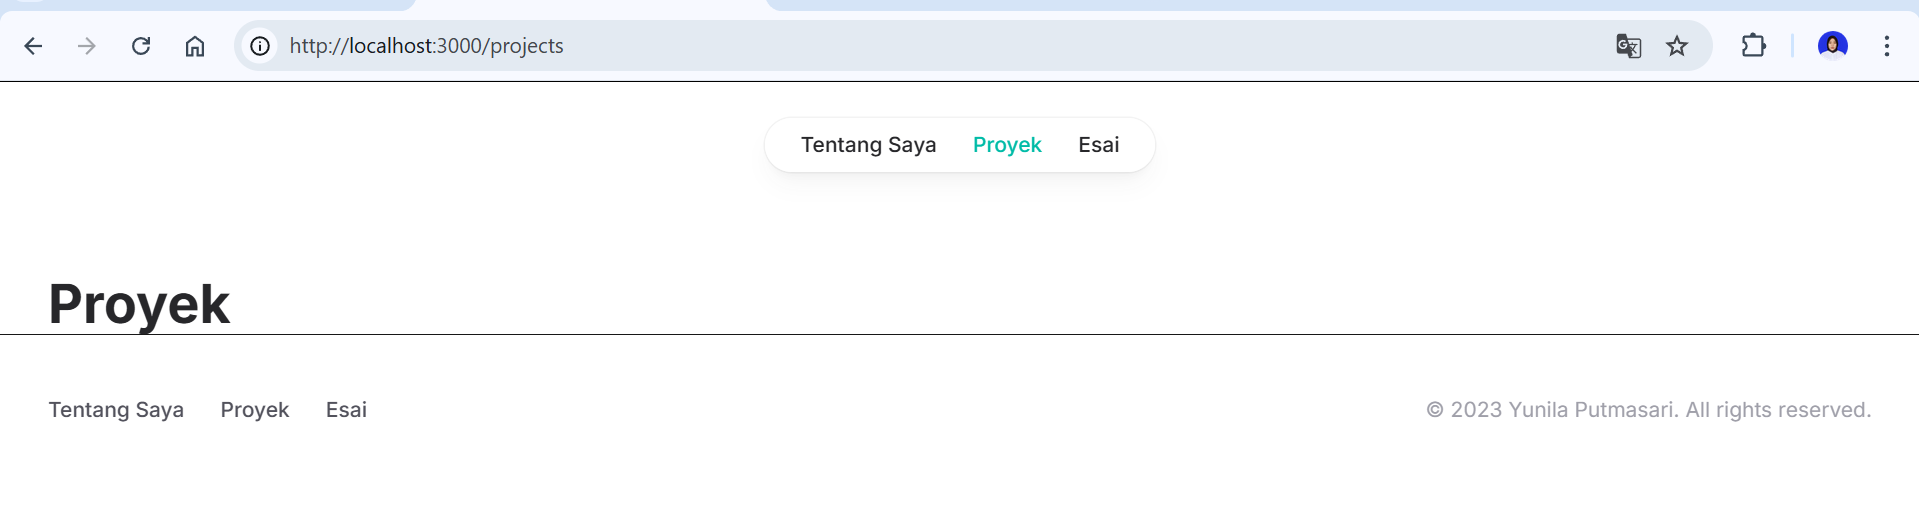 http://localhost:3000/projects
Tentang Saya Proyek Esai
Proyek
Tentang Saya Proyek Esai © 2023 Yunila Putmasari. All rights reserved.